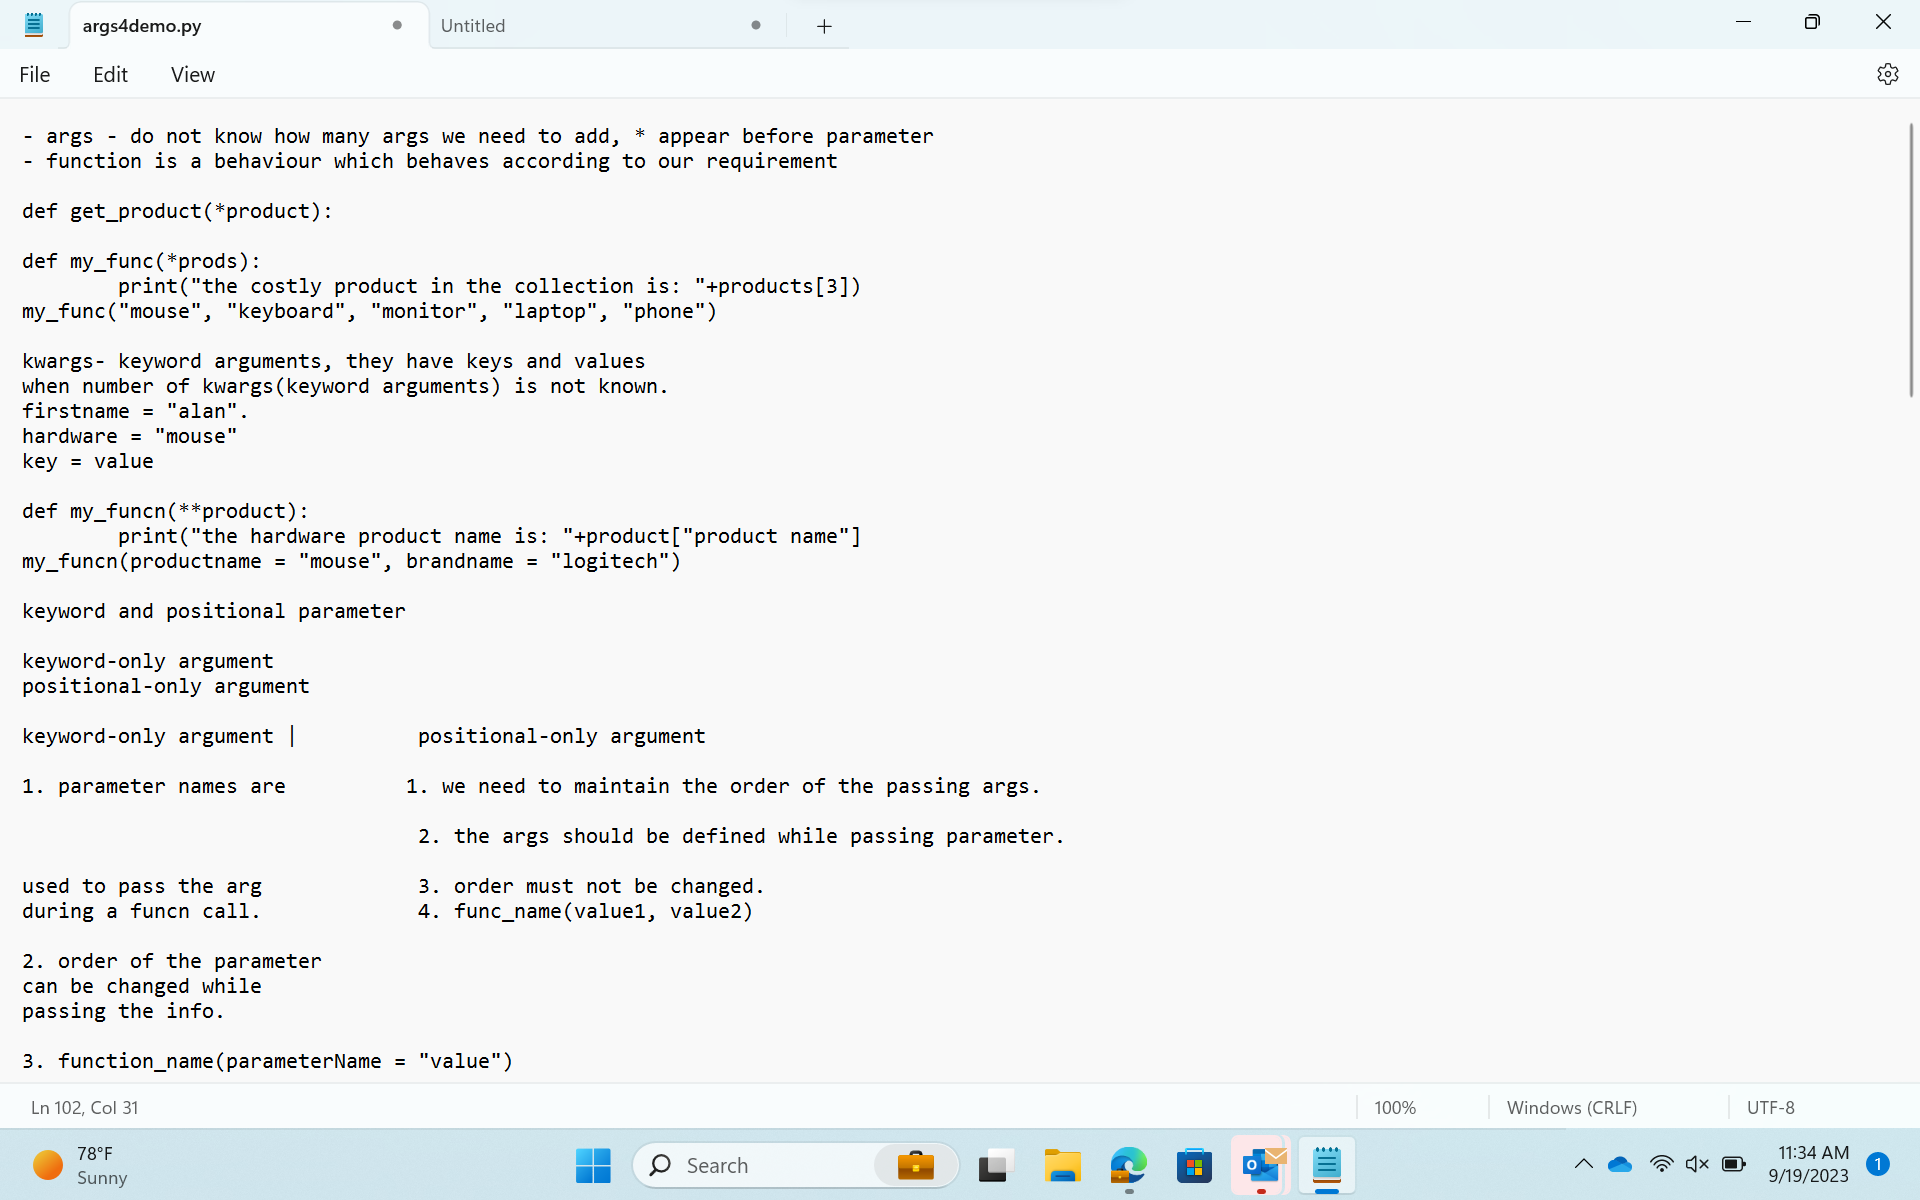 args4demo.py
Untitled
File Edit View
- args - do not know how many args we need to add, * appear before parameter
- function is a behaviour which behaves according to our requirement
def get_product(*product):
def my_func(*prods):
print("the costly product in the collection is: "+products[3])
my_func("mouse", "keyboard", "monitor", "laptop", "phone")
kwargs- keyword arguments, they have keys and values
when number of kwargs(keyword arguments) is not known.
firstname = "alan".
hardware = "mouse"
key = value
def my_funcn(**product):
print("the hardware product name is: "+product["product name"]
my_funcn(productname = "mouse", brandname = "logitech")
keyword and positional parameter
keyword-only argument
positional-only argument
keyword-only argument | positional-only argument
1. parameter names are 1. we need to maintain the order of the passing args.
2. the args should be defined while passing parameter.
used to pass the arg 3. order must not be changed.
during a funcn call. 4. func_name(value1, value2)
2. order of the parameter
can be changed while
passing the info.
3. function_name(parameterName = "value")
Ln 102, Col 31 100% Windows (CRLF) UTF-8
78°F
Sunny
Search
11:34 AM
9/19/2023
1